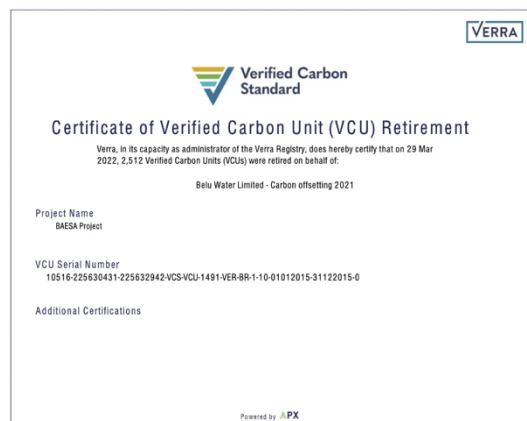 VERRA
Verified Carbon
Standard
Certificate of Verified Carbon Unit (VCU) Retirement
Verra, in its capacity as administrator of the Verra Registry, does hereby certify that on 29 Mar
2022, 2,512 Verified Carbon Units (VCUs) were retired on behalf of:
Belu Water Limited - Carbon offsetting 2021
Project Name
BAESA Project
VCU Serial Number
10516-225630431-225632942-VCS-VCU-1491-VER-BR-1-10-01012015-31122015-0
Additional Certifications
Powered by APX